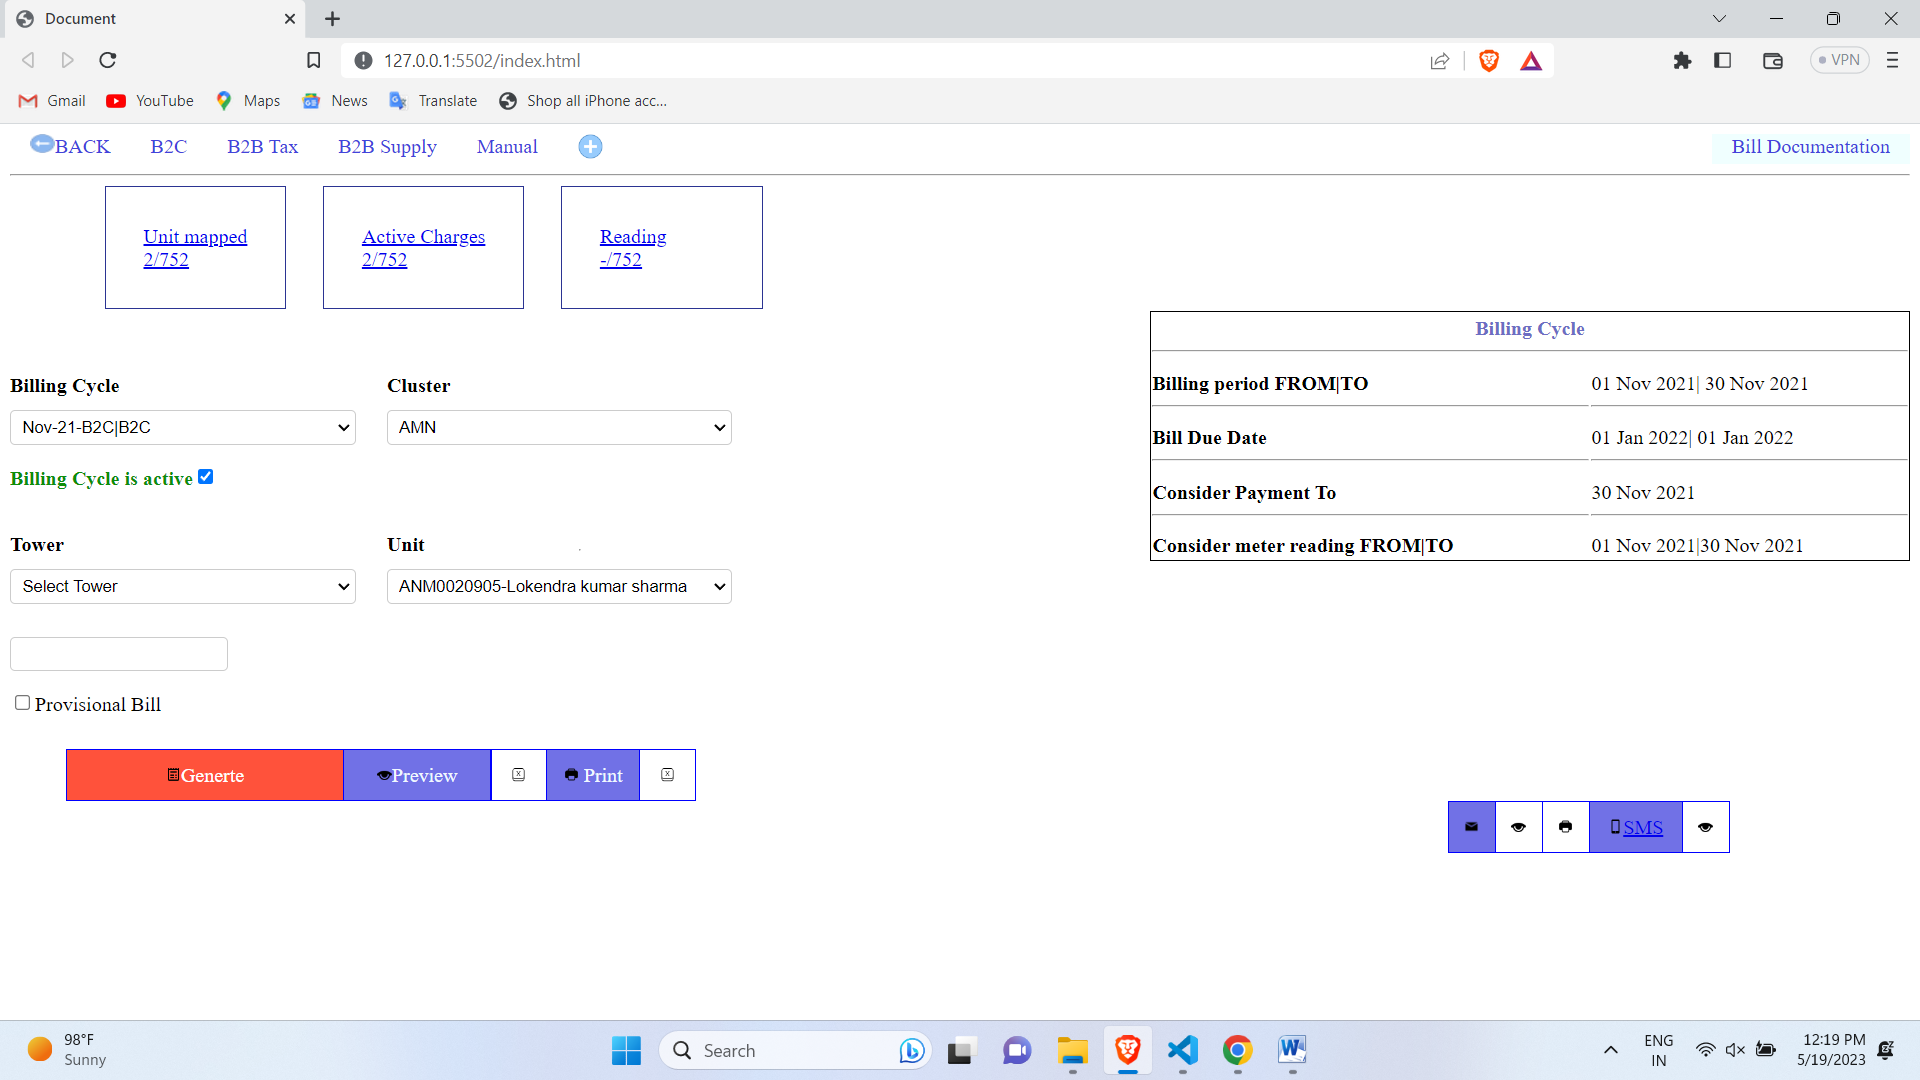 Document
127.0.0.1:5502/index.html
VPN
Gmail
YouTube
Maps
News
Translate
Shop all iPhone acc...
BACK
B2C
B2B Tax
B2B Supply
Manual
Bill Documentation
Unit mapped
2/752
Active Charges
2/752
Reading
-/752
Billing Cycle
Billing period FROM|TO
01 Nov 2021| 30 Nov 2021
Bill Due Date
01 Jan 2022| 01 Jan 2022
Consider Payment To
30 Nov 2021
Consider meter reading FROM|TO
01 Nov 2021|30 Nov 2021
Billing Cycle
Cluster
Nov-21-B2C|B2C
AMN
Billing Cycle is active
Tower
Unit
Select Tower
ANM0020905-Lokendra kumar sharma
Provisional Bill
Generte
Preview
Print
SMS
98°F
Sunny
Search
ENG
IN
12:19 PM
5/19/2023